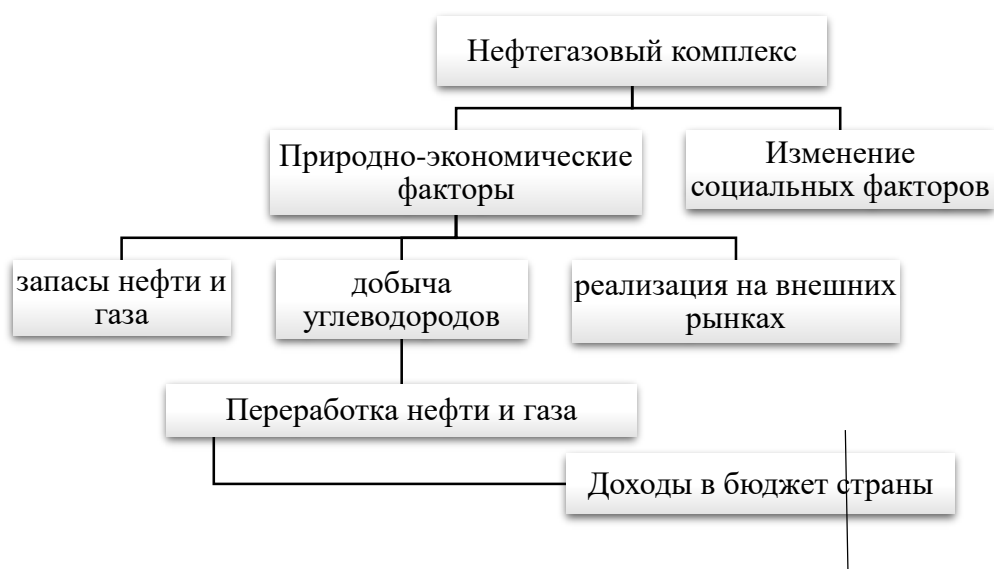 Нефтегазовый комплекс
Природно-экономические
факторы
Изменение
социальных факторов
запасы нефти и
газа
добыча
углеводородов
реализация на внешних
рынках
Переработка нефти и газа
Доходы в бюджет страны